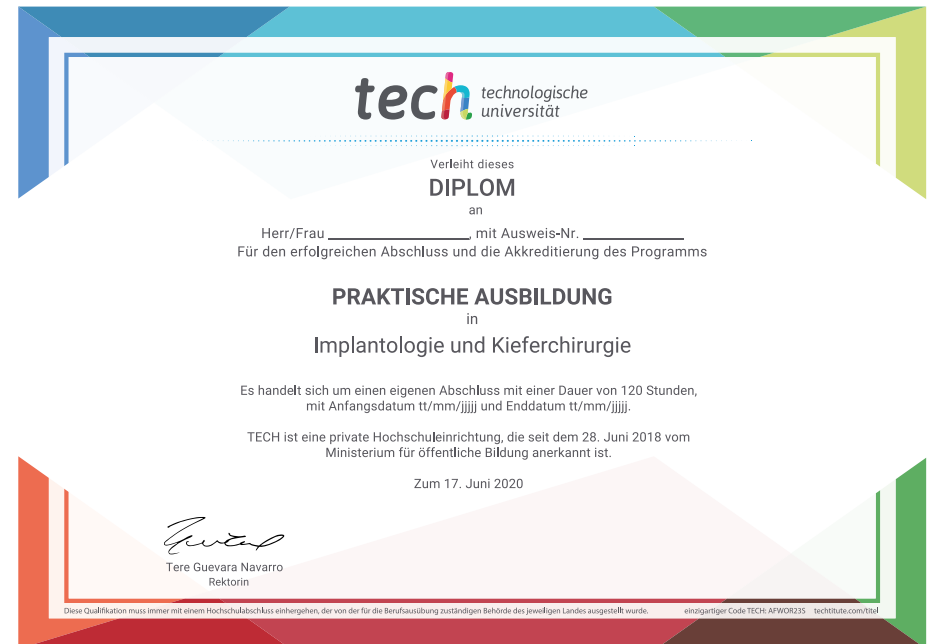 tech technologische
universität
Verleiht dieses
DIPLOM
an
Herr/Frau ____________________, mit Ausweis-Nr. ______________
Für den erfolgreichen Abschluss und die Akkreditierung des Programms
PRAKTISCHE AUSBILDUNG
in
Implantologie und Kieferchirurgie
Es handelt sich um einen eigenen Abschluss mit einer Dauer von 120 Stunden,
mit Anfangsdatum tt/mm/jjjjj und Enddatum tt/mm/jjjjj.
TECH ist eine private Hochschuleinrichtung, die seit dem 28. Juni 2018 vom
Ministerium für öffentliche Bildung anerkannt ist.
Zum 17. Juni 2020
Tere Guevara Navarro
Rektorin
Diese Qualifikation muss immer mit einem Hochschulabschluss einhergehen, der von der für die Berufsausübung zuständigen Behörde des jeweiligen Landes ausgestellt wurde. einzigartiger Code TECH: AFWOR235 techtitute.com/titel